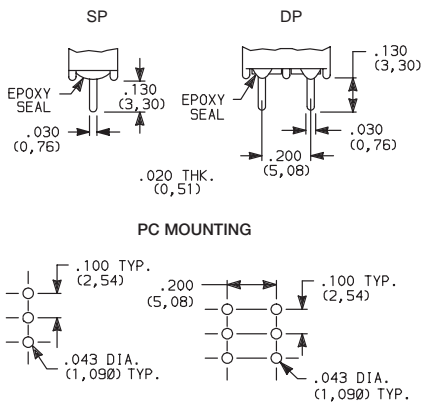 SP
DP
EPOXY
SEAL
.130
(3,30)
.030
(0,76)
EPOXY
SEAL
.130
(3,30)
.030
(0,76)
.200
(5,08)
.020 THK.
(0,51)
PC MOUNTING
.100 TYP.
(2,54)
.043 DIA.
(1,090) TYP.
.200
(5,08)
.100 TYP.
(2,54)
.043 DIA.
(1,090) TYP.